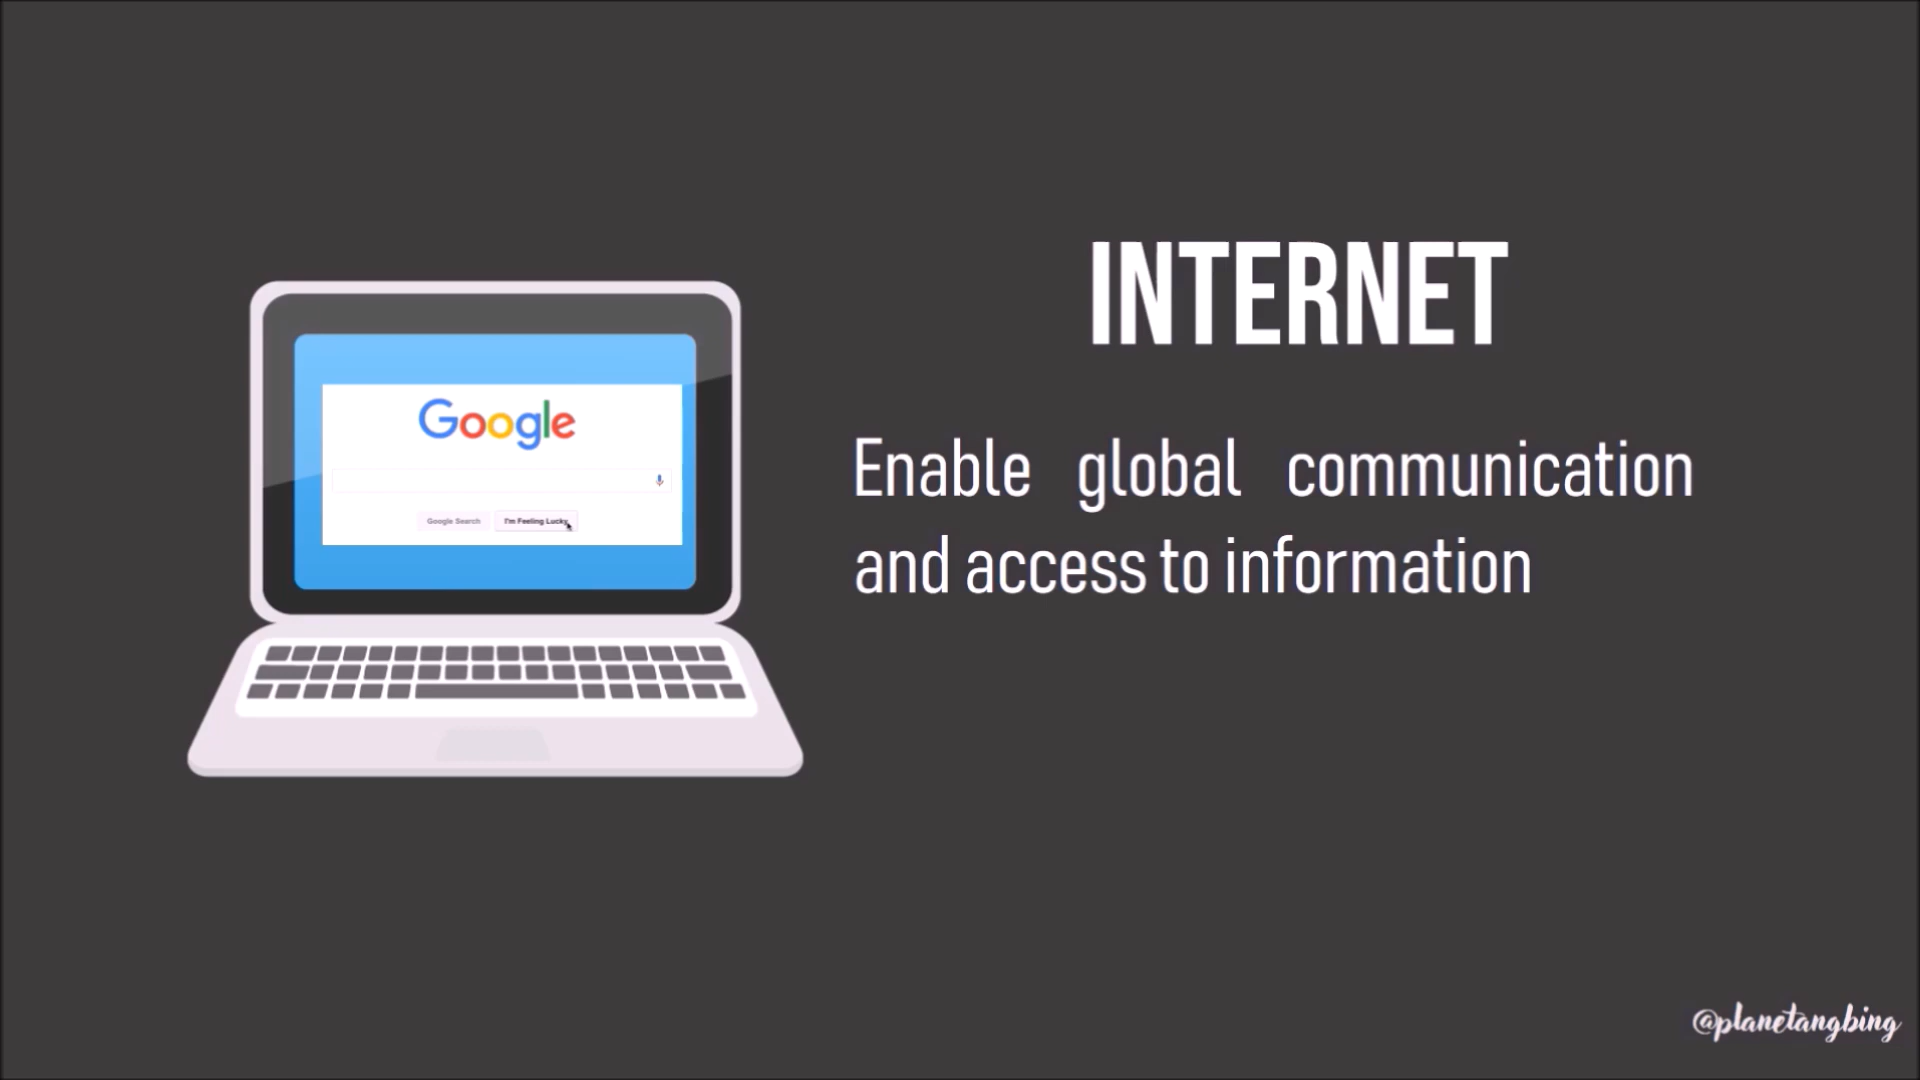 INTERNET
Google
Google Search I'm Feeling Lucky
Enable global communication
and access to information
@planetangbing